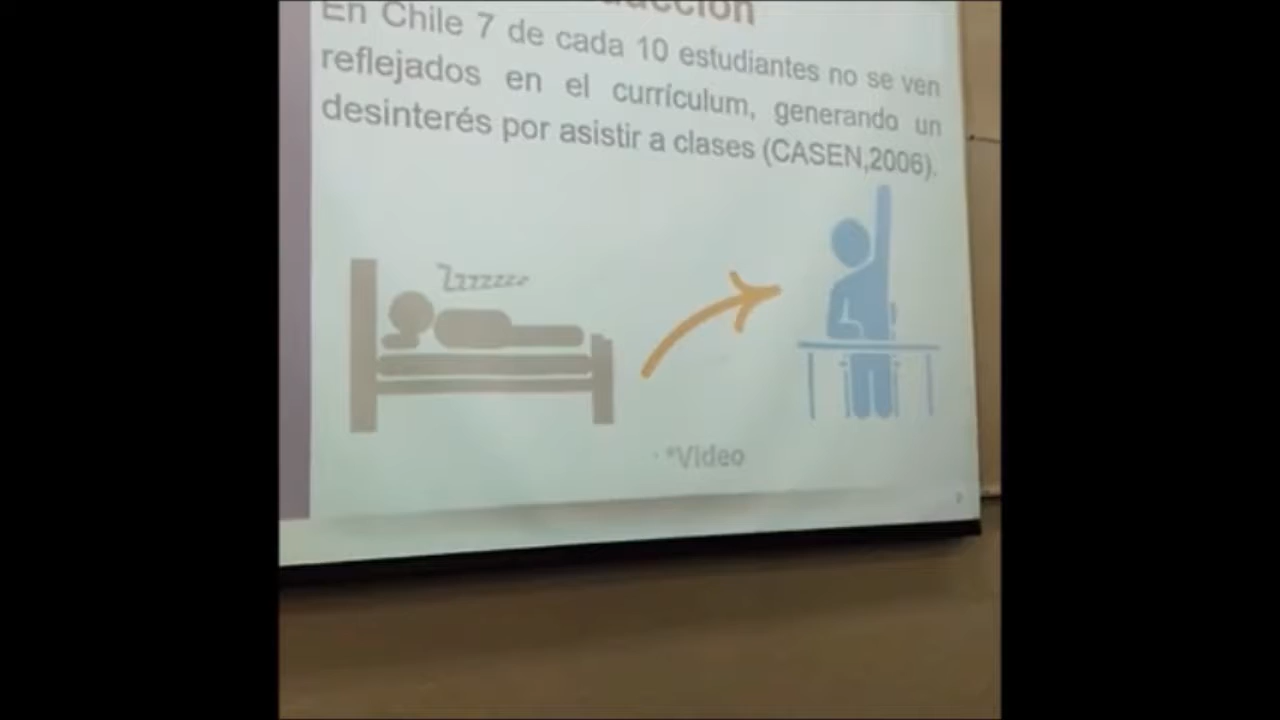 En Chile 7 de cada 10 estudiantes no se ven
reflejados en el currículum, generando un
desinterés por asistir a clases (CASEN,2006).
Zzzzzzz
*Video